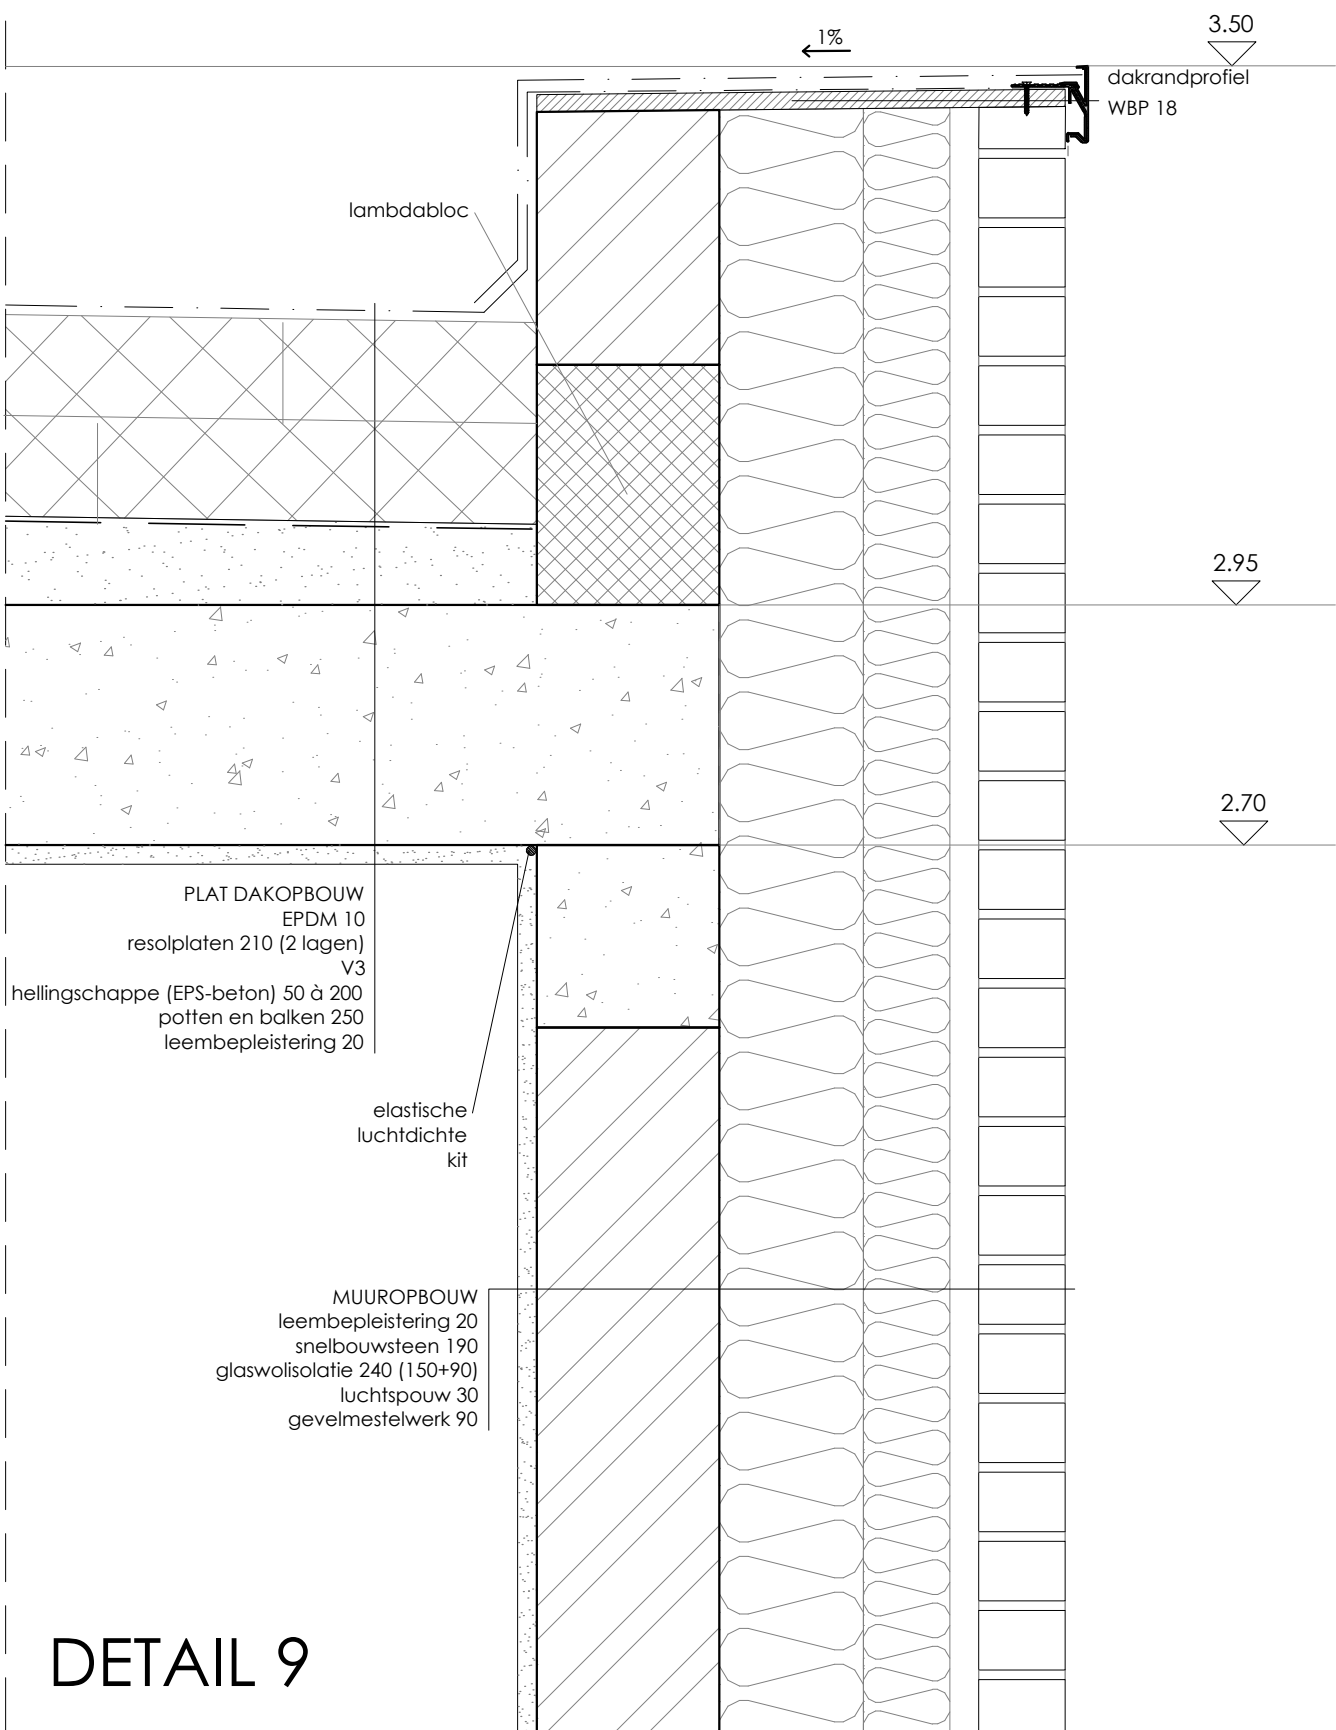 1%
3.50
dakrandprofiel
WBP 18
lambdabloc
2.95
2.70
PLAT DAKOPBOUW
EPDM 10
resolplaten 210 (2 lagen)
V3
hellingschappe (EPS-beton) 50 à 200
potten en balken 250
leembepleistering 20
elastische
luchtdichte
kit
MUUROPBOUW
leembepleistering 20
snelbouwsteen 190
glaswolisolatie 240 (150+90)
luchtspouw 30
gevelmestelwerk 90
DETAIL 9